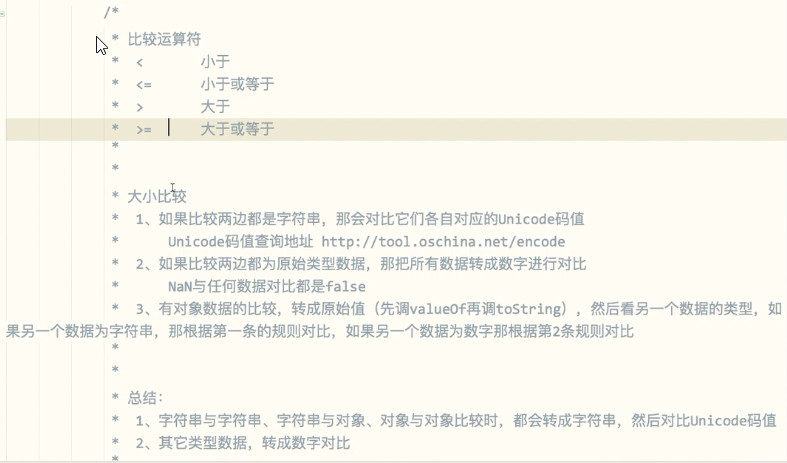 /*
* 比较运算符
* < 小于
* <= 小于或等于
* > 大于
* >= 大于或等于
*
*
* 大小比较
* 1、如果比较两边都是字符串，那会对比它们各自对应的Unicode码值
Unicode码值查询地址 http://tool.oschina.net/encode
* 2、如果比较两边都为原始类型数据，那把所有数据转成数字进行对比
NaN与任何数据对比都是false
* 3、有对象数据的比较，转成原始值（先调valueOf再调toString），然后看另一个数据的类型，如
果另一个数据为字符串，那根据第一条的规则对比，如果另一个数据为数字那根据第2条规则对比
*
*
* 总结：
* 1、字符串与字符串、字符串与对象、对象与对象比较时，都会转成字符串，然后对比Unicode码值
* 2、其它类型数据，转成数字对比
*